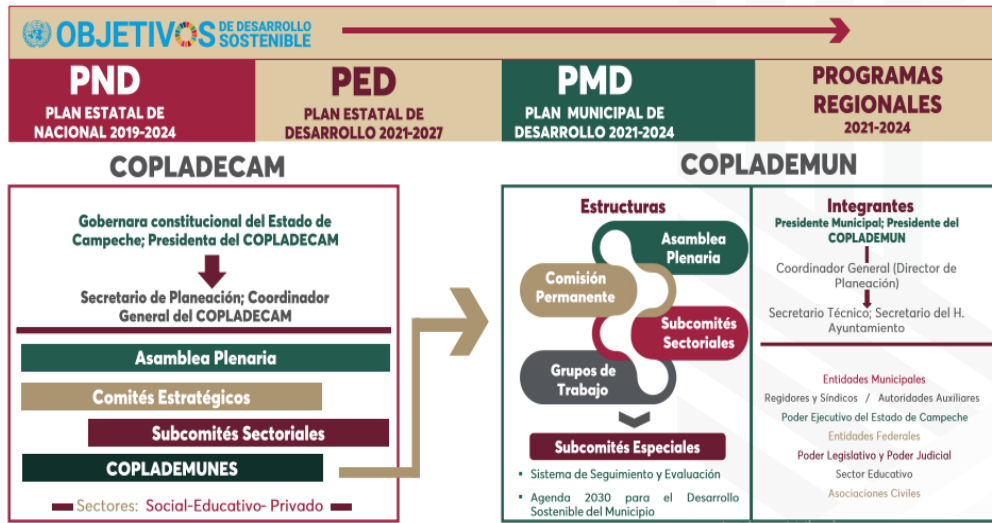 OBJETIVOS DE DESARROLLO
SOSTENIBLE
PND
PLAN ESTATAL DE
NACIONAL 2019-2024
PED
PLAN ESTATAL DE
DESARROLLO 2021-2027
PMD
PLAN MUNICIPAL DE
DESARROLLO 2021-2024
PROGRAMAS
REGIONALES
2021-2024
COPLADECAM
Gobernara constitucional del Estado de
Campeche; Presidenta del COPLADECAM
Secretario de Planeación; Coordinador
General del COPLADECAM
Asamblea Plenaria
Comités Estratégicos
Subcomités Sectoriales
COPLADEMUNES
Sectores: Social-Educativo- Privado
COPLADEMUN
Estructuras
Asamblea
Plenaria
Comisión
Permanente
Subcomités
Sectoriales
Grupos de
Trabajo
Subcomités Especiales
▪ Sistema de Seguimiento y Evaluación
▪ Agenda 2030 para el Desarrollo
Sostenible del Municipio
Integrantes
Presidente Municipal; Presidente del
COPLADEMUN
Coordinador General (Director de
Planeación)
Secretario Técnico; Secretario del H.
Ayuntamiento
Entidades Municipales
Regidores y Síndicos / Autoridades Auxiliares
Poder Ejecutivo del Estado de Campeche
Entidades Federales
Poder Legislativo y Poder Judicial
Sector Educativo
Asociaciones Civiles